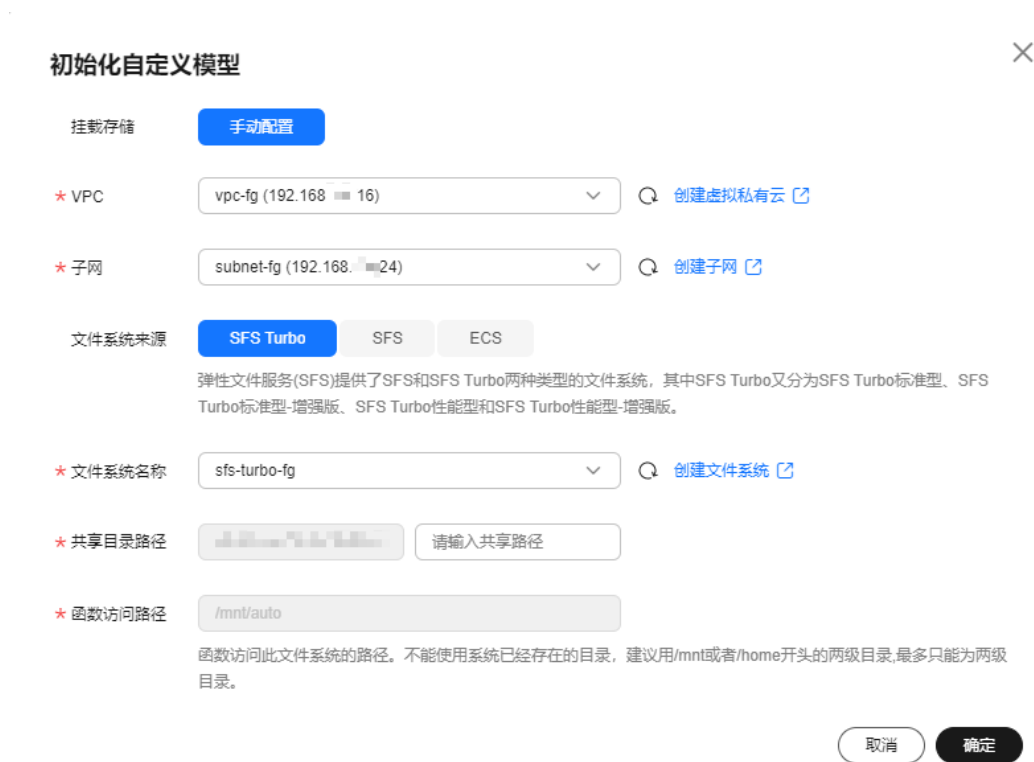 初始化自定义模型
挂载存储 手动配置
* VPC vpc-fg (192.168 16) 创建虚拟私有云
* 子网 subnet-fg (192.168. 24) 创建子网
文件系统来源 SFS Turbo SFS ECS
弹性文件服务(SFS)提供了SFS和SFS Turbo两种类型的文件系统，其中SFS Turbo又分为SFS Turbo标准型、SFS
Turbo标准型-增强版、SFS Turbo性能型和SFS Turbo性能型-增强版。
* 文件系统名称 sfs-turbo-fg 创建文件系统
* 共享目录路径 请输入共享路径
* 函数访问路径 /mnt/auto
函数访问此文件系统的路径。不能使用系统已经存在的目录，建议用/mnt或者/home开头的两级目录,最多只能为两级
目录。
取消 确定